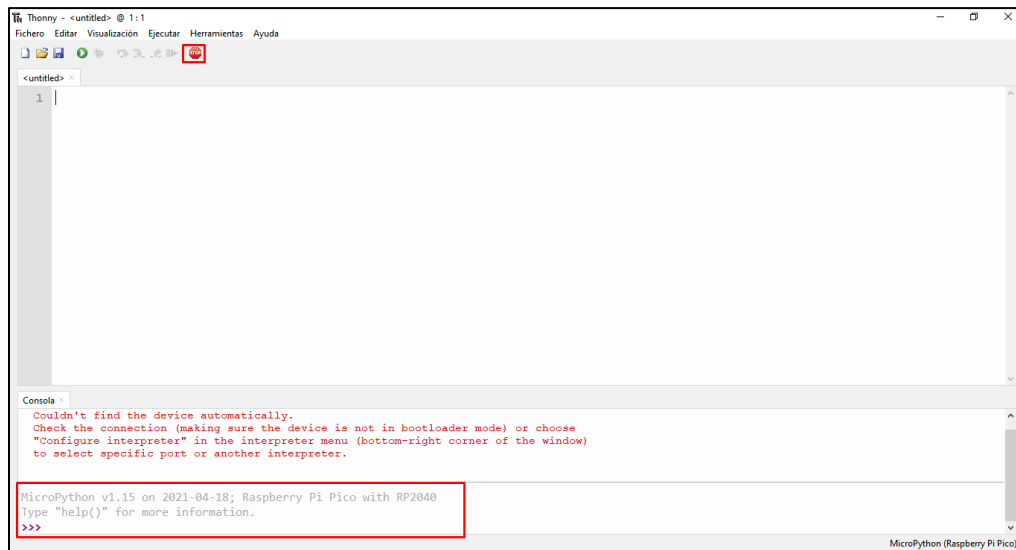 Thonny - <untitled> @ 1:1
Fichero Editar Visualización Ejecutar Herramientas Ayuda
STOP
<untitled> ×
1
Consola ×
Couldn't find the device automatically.
Check the connection (making sure the device is not in bootloader mode) or choose
"Configure interpreter" in the interpreter menu (bottom-right corner of the window)
to select specific port or another interpreter.
MicroPython v1.15 on 2021-04-18; Raspberry Pi Pico with RP2040
Type "help()" for more information.
>>>
MicroPython (Raspberry Pi Pico)